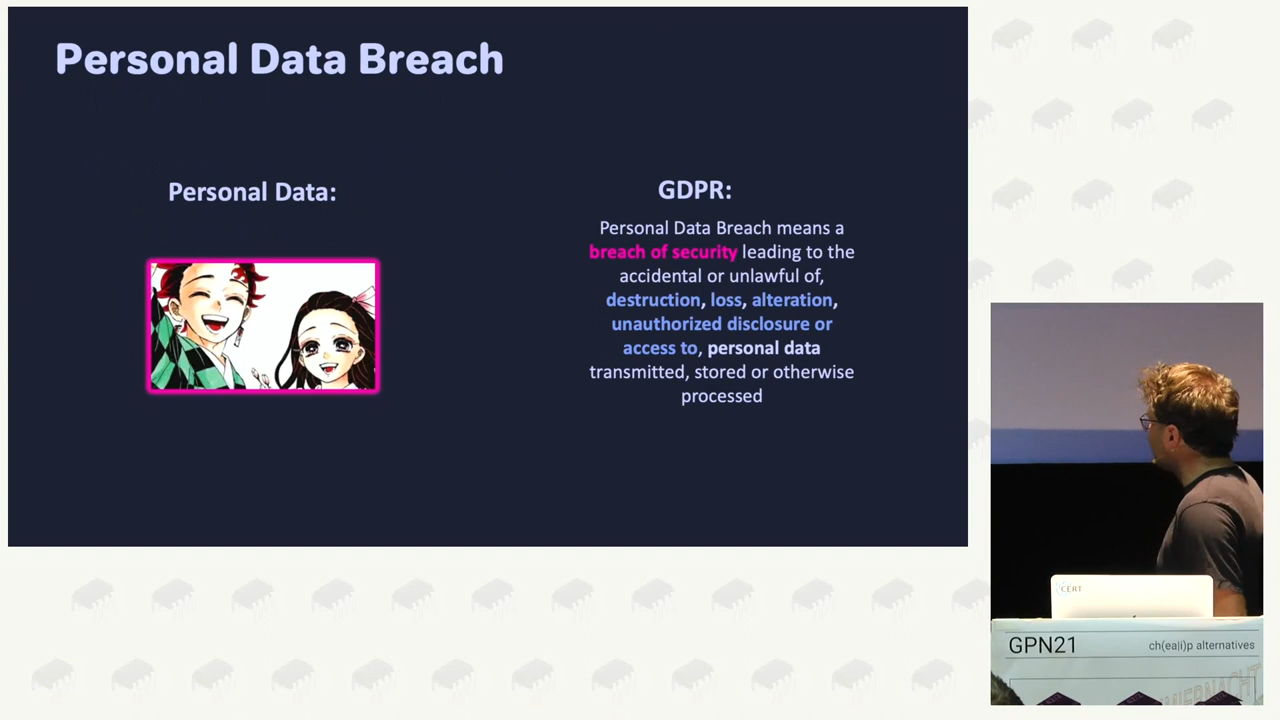 Personal Data Breach
Personal Data:
GDPR:
Personal Data Breach means a
breach of security leading to the
accidental or unlawful of,
destruction, loss, alteration,
unauthorized disclosure or
access to, personal data
transmitted, stored or otherwise
processed
CERT
GPN21
ch(ea|i)p alternatives